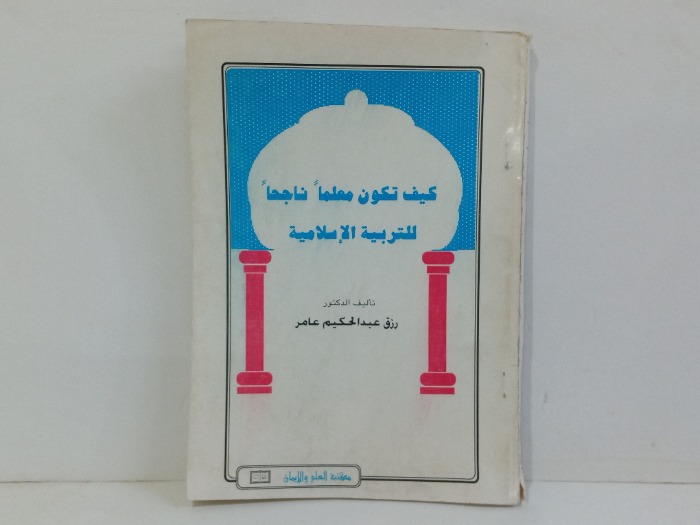 كيف تكون معلماً ناجحاً
للتربية الإسلامية
تأليف الدكتور
رزق عبدالحكيم عامر
مكتبة العلم والإيمان